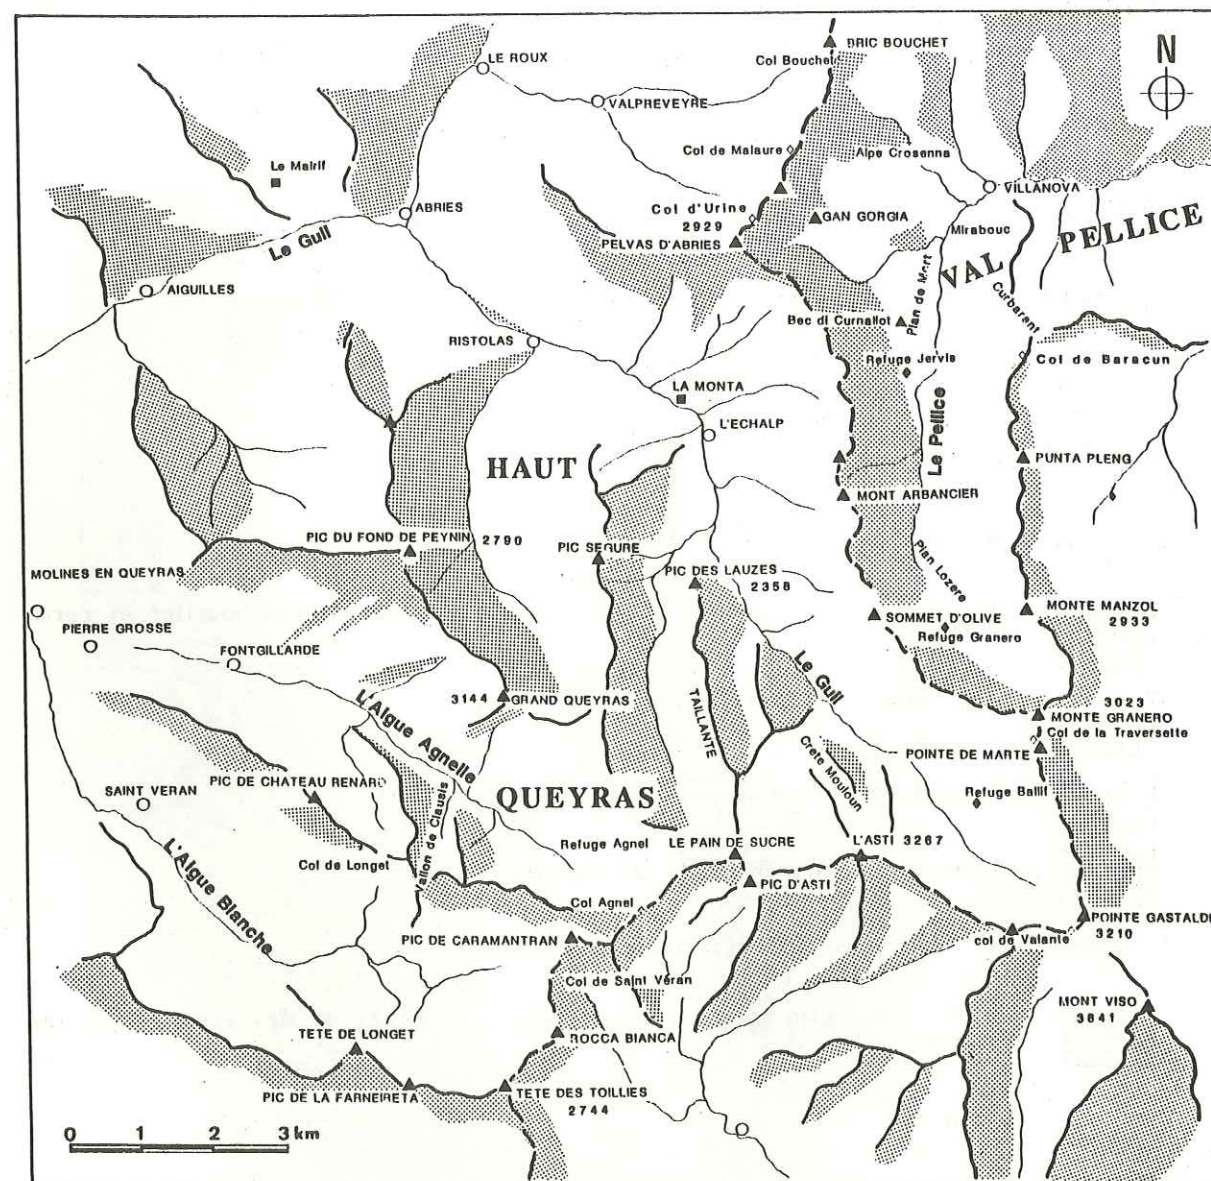 BRIC BOUCHET
N
Col Bouchet
LE ROUX
VALPREVEYRE
Col de Malaure
Alpe Crosenna
Le Malrif
VILLANOVA
ABRIES
Col d'Urine
2929
GAN GORGIA
Mirabouc
PELLICE
VAL
PELVAS D'ABRIES
Le Guil
AIGUILLES
Plan de Mort
Curbarant
Bec di Curnallot
RISTOLAS
Refuge Jervis
Col de Baracun
LA MONTA
L'ECHALP
Le Pellice
HAUT
PUNTA PLENG
MONT ARBANCIER
PIC DU FOND DE PEYNIN 2790
PIC SEGURE
Plan Lozere
MOLINES EN QUEYRAS
PIC DES LAUZES
2358
MONTE MANZOL
2933
SOMMET D'OLIVE
Refuge Granero
PIERRE GROSSE
FONTGILLARDE
Le Guil
TAILLANTE
3144
GRAND QUEYRAS
3023
MONTE GRANERO
Col de la Traversette
L'Aigue Agnelle
POINTE DE MARTE
Crete Mouloun
PIC DE CHATEAU RENARD
QUEYRAS
SAINT VERAN
Refuge Ballif
Vallon de Clausis
Refuge Agnel
LE PAIN DE SUCRE
L'ASTI 3267
Col de Longet
L'Aigue Blanche
PIC D'ASTI
Col Agnel
POINTE GASTALDI
3210
PIC DE CARAMANTRAN
col de Valante
Col de Saint Véran
MONT VISO
3841
TETE DE LONGET
ROCCA BIANCA
PIC DE LA FARNEIRETA
TETE DES TOILLIES
2744
0 1 2 3 km